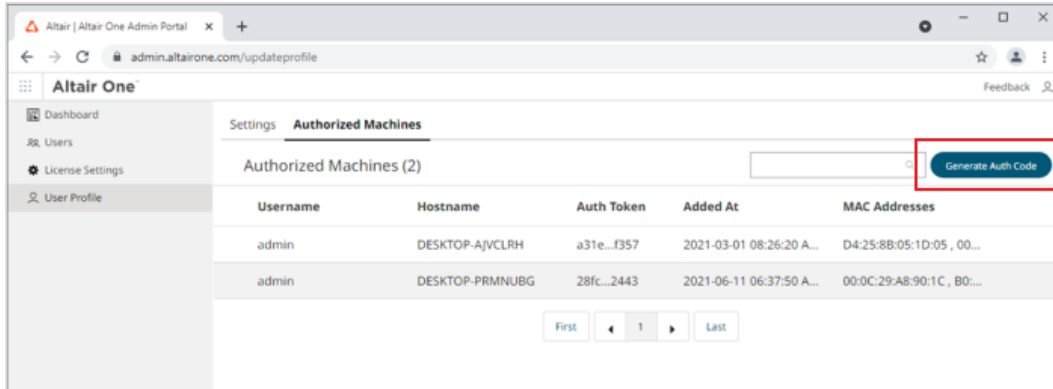 Altair | Altair One Admin Portal
admin.altairone.com/updateprofile
Altair One™
Feedback
Dashboard
Users
License Settings
User Profile
Settings Authorized Machines
Authorized Machines (2)
Generate Auth Code
Username Hostname Auth Token Added At MAC Addresses
admin DESKTOP-AJVCLRH a31e...f357 2021-03-01 08:26:20 A... D4:25:8B:05:1D:05 , 00...
admin DESKTOP-PRMNUBG 28fc...2443 2021-06-11 06:37:50 A... 00:0C:29:A8:90:1C , B0:...
First 1 Last